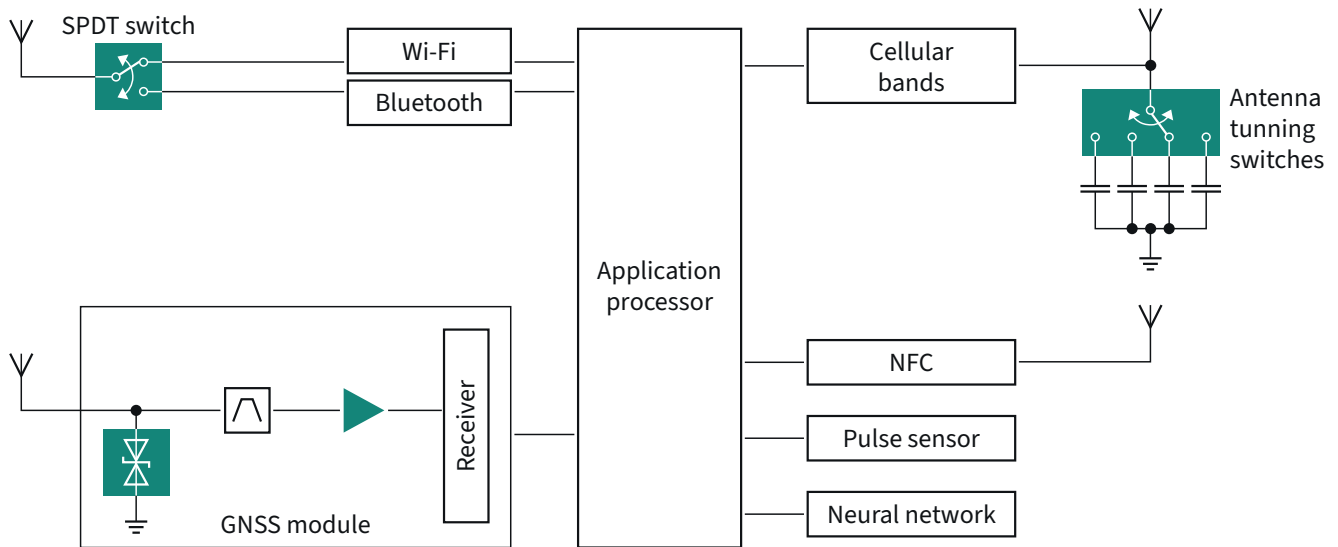 SPDT switch
Wi-Fi
Bluetooth
Cellular
bands
Antenna
tunning
switches
Application
processor
NFC
Receiver
Pulse sensor
Neural network
GNSS module